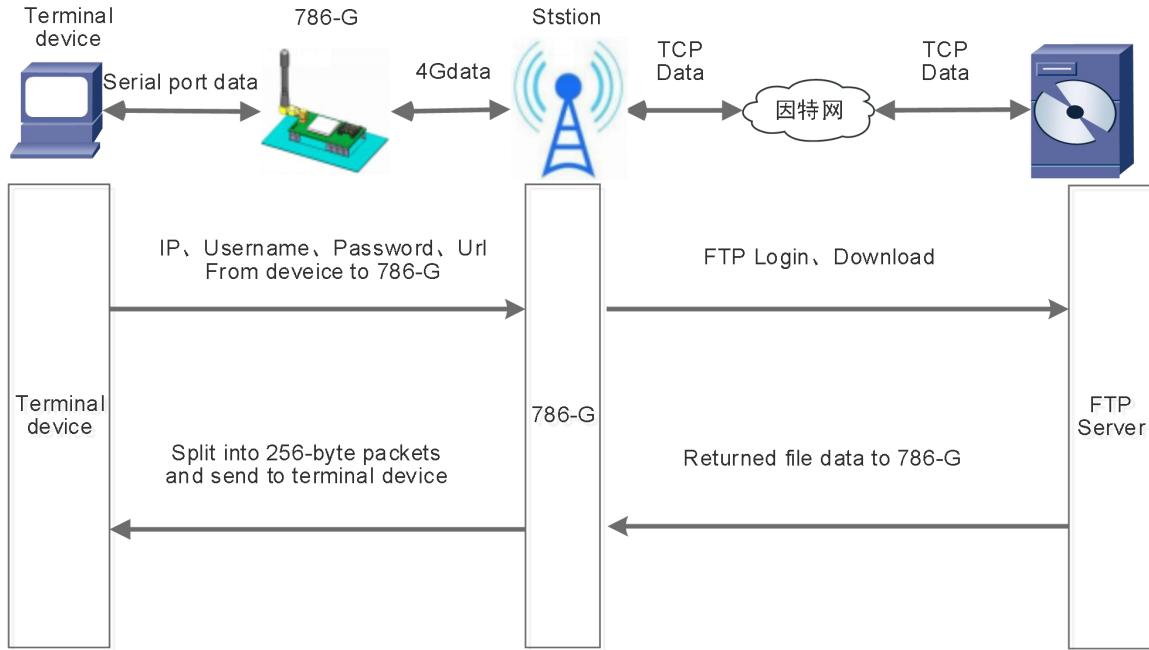 Terminal
device
786-G
Ststion
Serial port data
4Gdata
TCP
Data
因特网
TCP
Data
IP、Username、Password、Url
From deveice to 786-G
FTP Login、Download
Terminal
device
786-G
FTP
Server
Split into 256-byte packets
and send to terminal device
Returned file data to 786-G